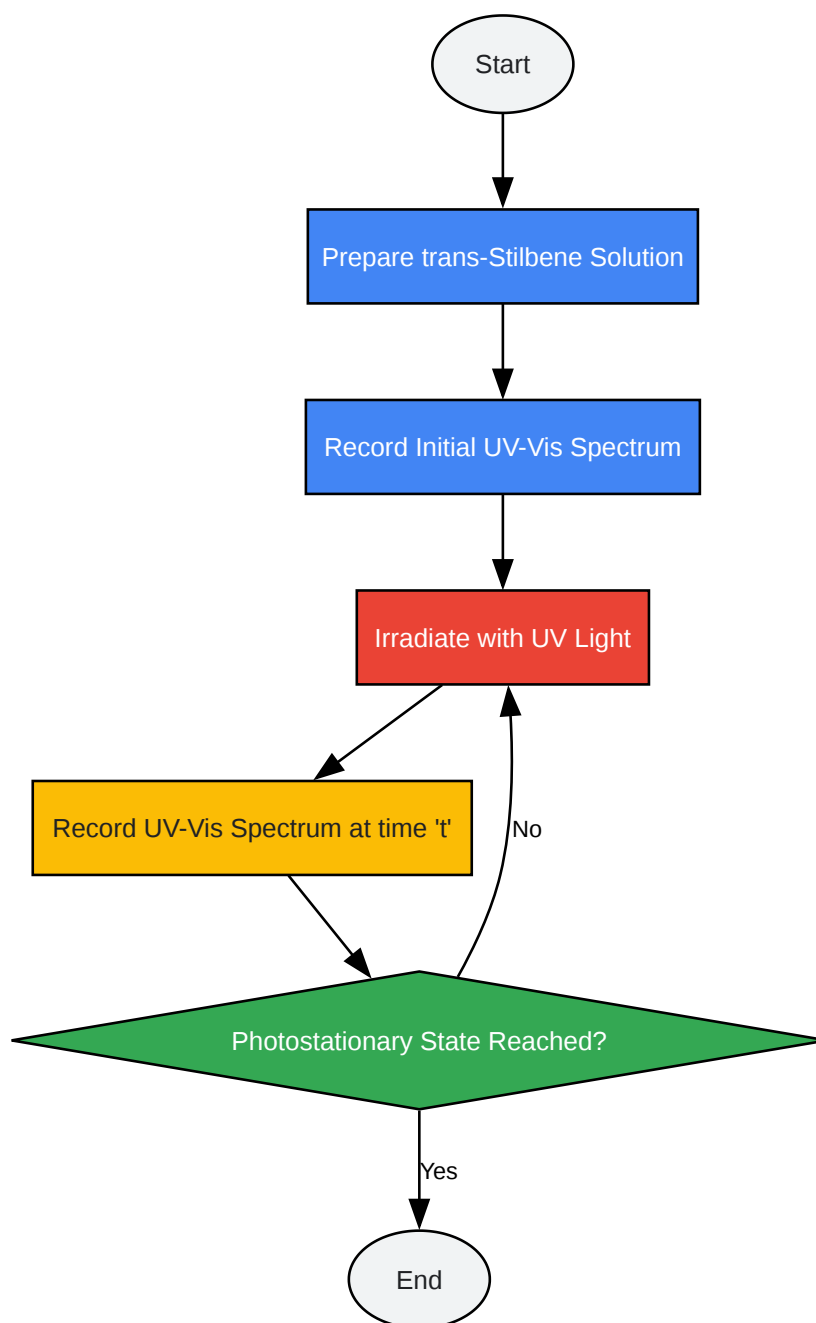 Start
Prepare trans-Stilbene Solution
Record Initial UV-Vis Spectrum
Irradiate with UV Light
Record UV-Vis Spectrum at time 't'
No
Photostationary State Reached?
Yes
End